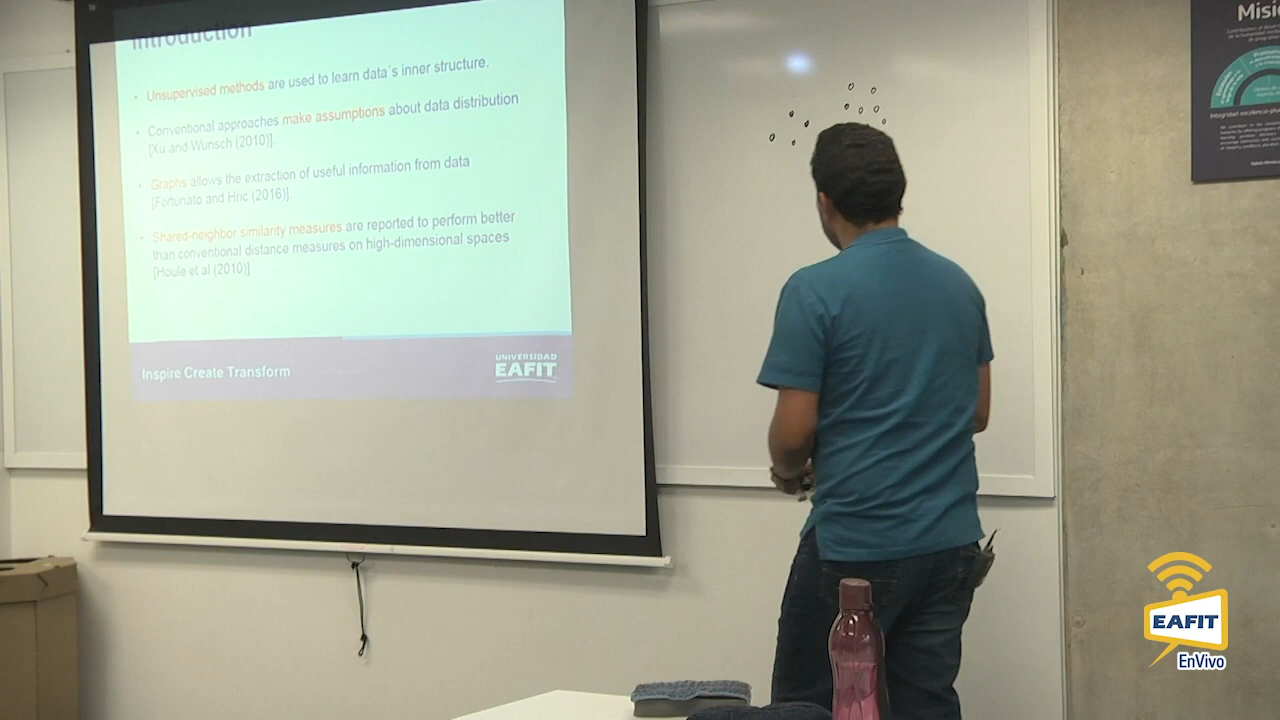 Introduction
Unsupervised methods are used to learn data´s inner structure.
Conventional approaches make assumptions about data distribution
[Xu and Wunsch (2010)].
Graphs allows the extraction of useful information from data
[Fortunato and Hric (2016)].
Shared-neighbor similarity measures are reported to perform better
than conventional distance measures on high-dimensional spaces
[Houle et al (2010)]
Inspire Create Transform
UNIVERSIDAD
EAFIT
EAFIT
EnVivo